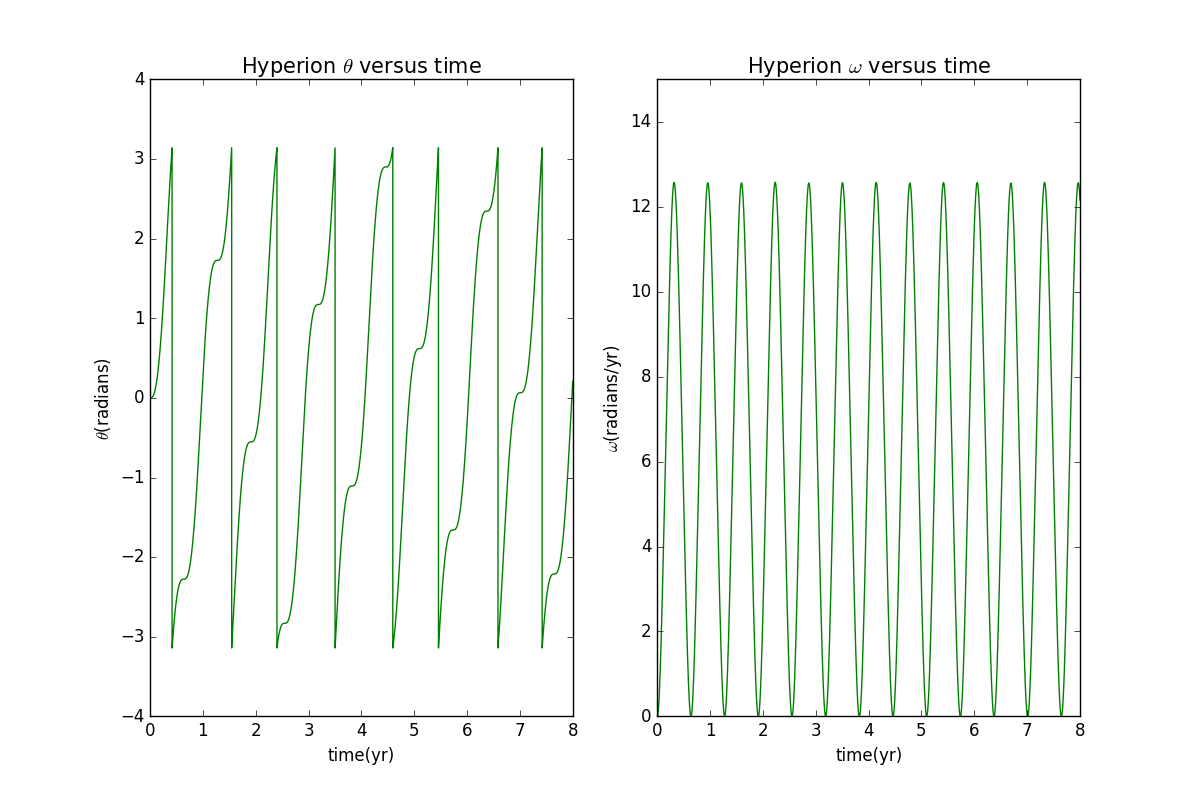 Hyperion θ versus time
4
3
2
1
0
−1
−2
−3
−4
θ(radians)
0 1 2 3 4 5 6 7 8
time(yr)
Hyperion ω versus time
14
12
10
8
6
4
2
0
ω(radians/yr)
0 1 2 3 4 5 6 7 8
time(yr)